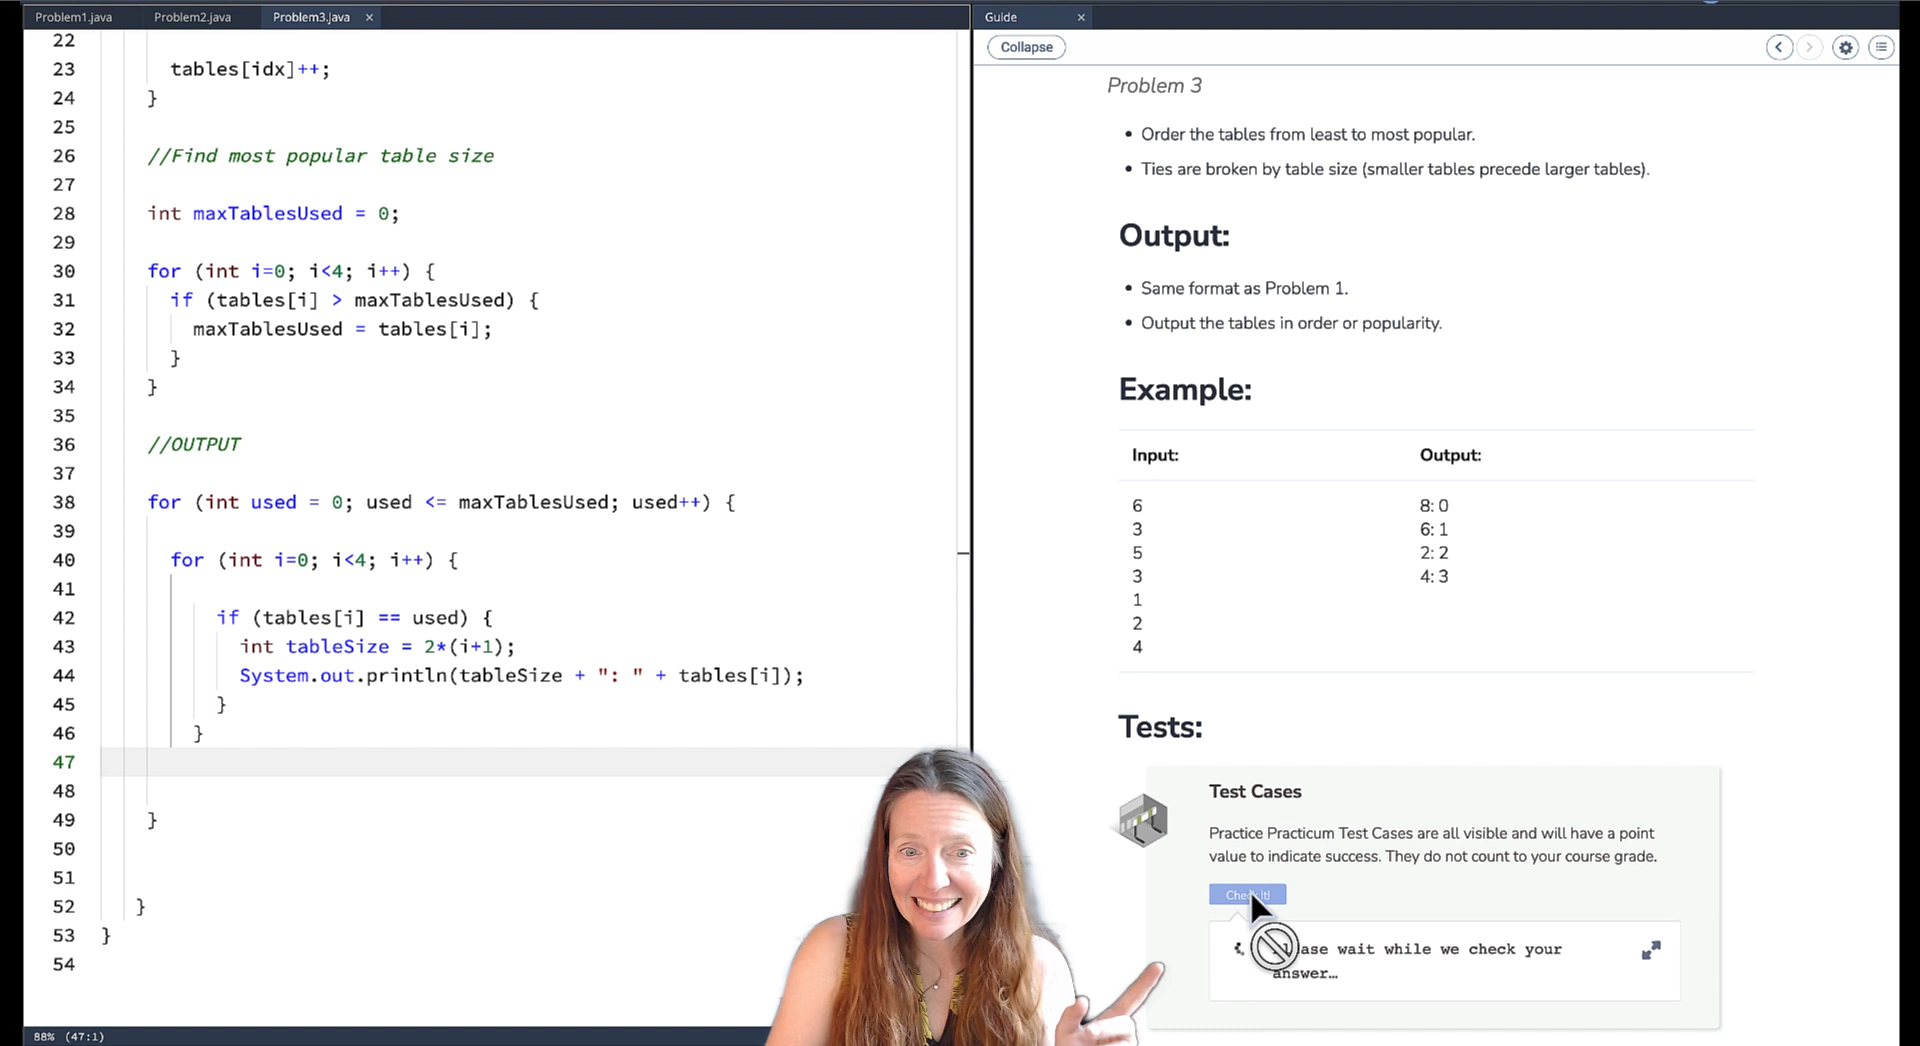 Problem1.java Problem2.java Problem3.java ×
22
23 tables[idx]++;
24 }
25
26 //Find most popular table size
27
28 int maxTablesUsed = 0;
29
30 for (int i=0; i<4; i++) {
31 if (tables[i] > maxTablesUsed) {
32 maxTablesUsed = tables[i];
33 }
34 }
35
36 //OUTPUT
37
38 for (int used = 0; used <= maxTablesUsed; used++) {
39
40 for (int i=0; i<4; i++) {
41
42 if (tables[i] == used) {
43 int tableSize = 2*(i+1);
44 System.out.println(tableSize + ": " + tables[i]);
45 }
46 }
47
48
49 }
50
51
52 }
53 }
54
88% (47:1)
Guide ×
Collapse
Problem 3
• Order the tables from least to most popular.
• Ties are broken by table size (smaller tables precede larger tables).
Output:
• Same format as Problem 1.
• Output the tables in order or popularity.
Example:
Input: Output:
6 8: 0
3 6: 1
5 2: 2
3 4: 3
1
2
4
Tests:
Test Cases
Practice Practicum Test Cases are all visible and will have a point
value to indicate success. They do not count to your course grade.
wait while we check your
answer…